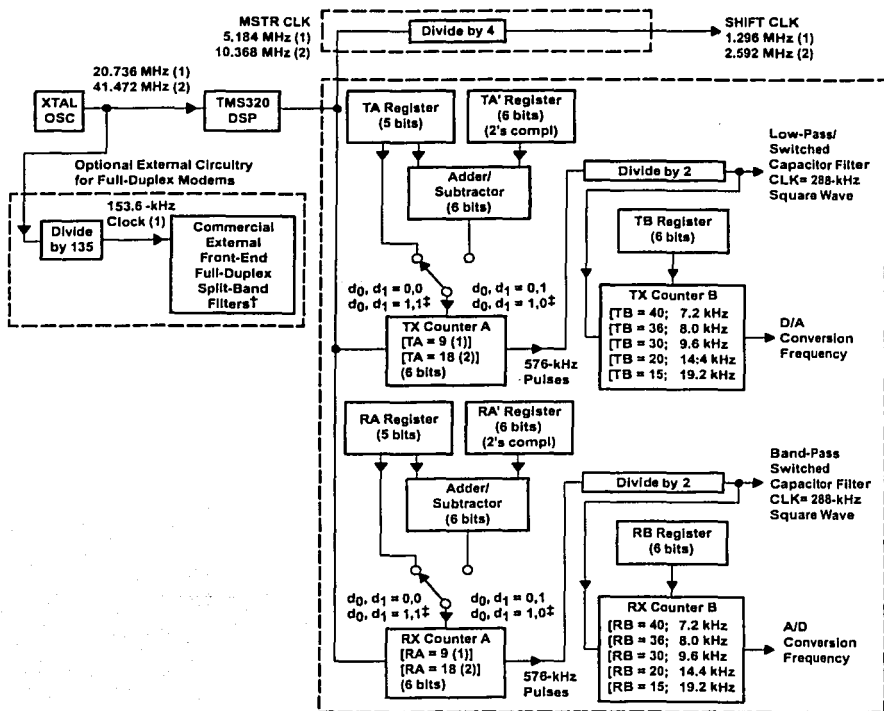 MSTR CLK
5.184 MHz (1)
10.368 MHz (2)
Divide by 4
SHIFT CLK
1.296 MHz (1)
2.592 MHz (2)
20.736 MHz (1)
41.472 MHz (2)
XTAL
OSC
TMS320
DSP
Optional External Circuitry
for Full-Duplex Modems
153.6 -kHz
Clock (1)
Divide
by 135
Commercial
External
Front-End
Full-Duplex
Split-Band
Filters†
TA Register
(5 bits)
TA' Register
(6 bits)
(2's compl)
Adder/
Subtractor
(6 bits)
d0, d1 = 0,0
d0, d1 = 1,1‡
d0, d1 = 0,1
d0, d1 = 1,0‡
TX Counter A
[TA = 9 (1)]
[TA = 18 (2)]
(6 bits)
576-kHz
Pulses
Divide by 2
Low-Pass/
Switched
Capacitor Filter
CLK= 288-kHz
Square Wave
TB Register
(6 bits)
TX Counter B
[TB = 40; 7.2 kHz
[TB = 36; 8.0 kHz
[TB = 30; 9.6 kHz
[TB = 20; 14.4 kHz
[TB = 15; 19.2 kHz
D/A
Conversion
Frequency
RA Register
(5 bits)
RA' Register
(6 bits)
(2's compl)
Adder/
Subtractor
(6 bits)
d0, d1 = 0,0
d0, d1 = 1,1‡
d0, d1 = 0,1
d0, d1 = 1,0‡
RX Counter A
[RA = 9 (1)]
[RA = 18 (2)]
(6 bits)
576-kHz
Pulses
Divide by 2
Band-Pass
Switched
Capacitor Filter
CLK= 288-kHz
Square Wave
RB Register
(6 bits)
RX Counter B
[RB = 40; 7.2 kHz
[RB = 36; 8.0 kHz
[RB = 30; 9.6 kHz
[RB = 20; 14.4 kHz
[RB = 15; 19.2 kHz
A/D
Conversion
Frequency